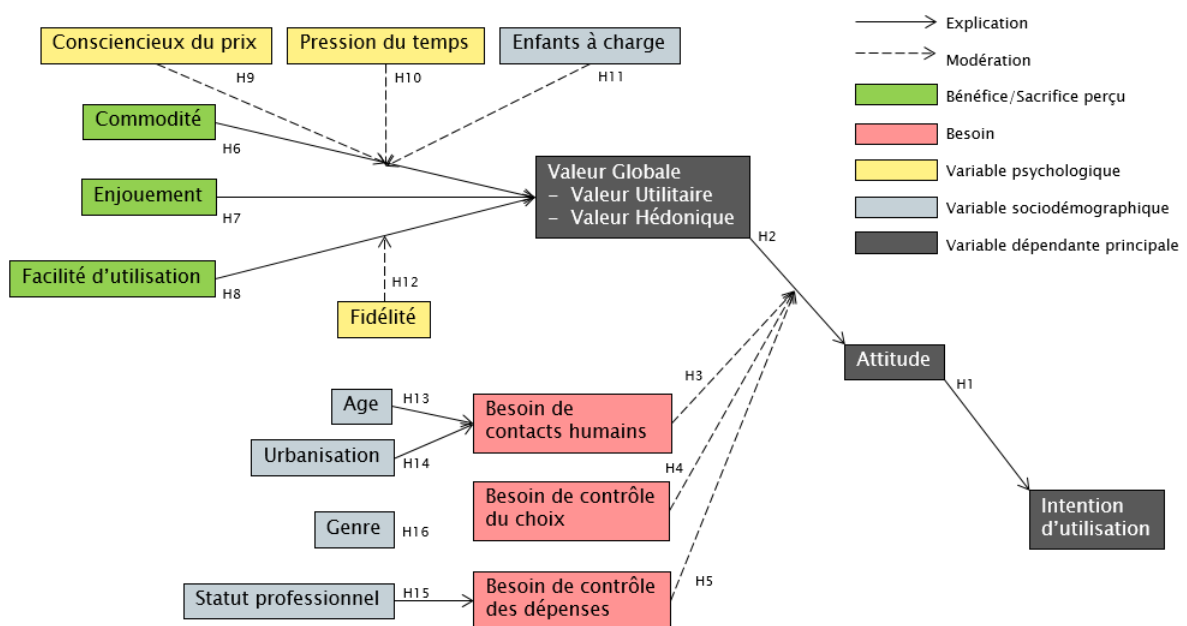 Consciencieux du prix
Pression du temps
Enfants à charge
H9
H10
H11
Commodité
H6
Enjouement
H7
Facilité d’utilisation
H8
H12
Fidélité
Valeur Globale
– Valeur Utilitaire
– Valeur Hédonique
H2
Attitude
H1
Intention
d’utilisation
Age
H13
Urbanisation
H14
Genre
H16
Statut professionnel
H15
Besoin de
contacts humains
H3
Besoin de contrôle
du choix
H4
Besoin de contrôle
des dépenses
H5
Explication
Modération
Bénéfice/Sacrifice perçu
Besoin
Variable psychologique
Variable sociodémographique
Variable dépendante principale